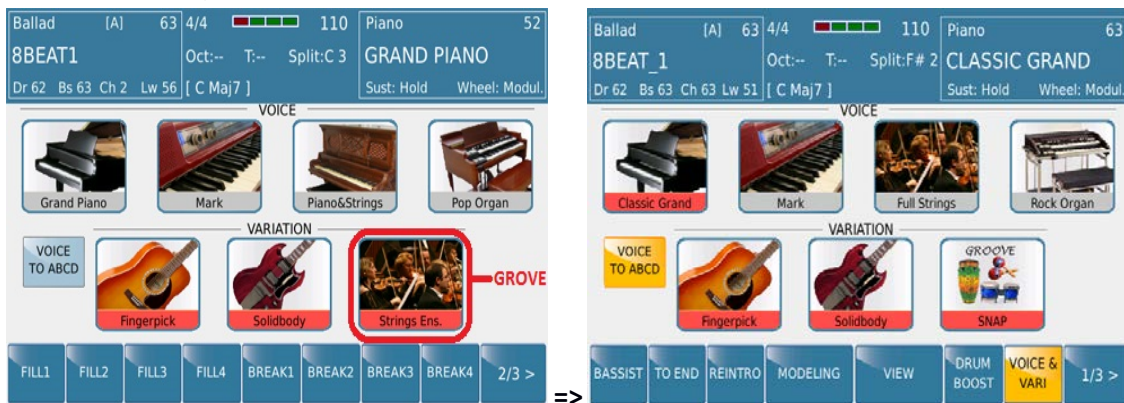 Ballad [A] 63 4/4 110 Piano 52
8BEAT1 Oct:-- T:-- Split:C 3 GRAND PIANO
Dr 62 Bs 63 Ch 2 Lw 56 [ C Maj7 ] Sust: Hold Wheel: Modul.
VOICE
Grand Piano Mark Piano&Strings Pop Organ
VARIATION
VOICE
TO ABCD
GROVE
Fingerpick Solidbody Strings Ens.
FILL1 FILL2 FILL3 FILL4 BREAK1 BREAK2 BREAK3 BREAK4 2/3 >
=>
Ballad [A] 63 4/4 110 Piano 63
8BEAT_1 Oct:-- T:-- Split:F# 2 CLASSIC GRAND
Dr 62 Bs 63 Ch 63 Lw 51 [ C Maj7 ] Sust: Hold Wheel: Modul.
VOICE
Classic Grand Mark Full Strings Rock Organ
VARIATION
VOICE
TO ABCD
GROOVE
Fingerpick Solidbody SNAP
BASSIST TO END REINTRO MODELING VIEW DRUM BOOST VOICE & VARI 1/3 >